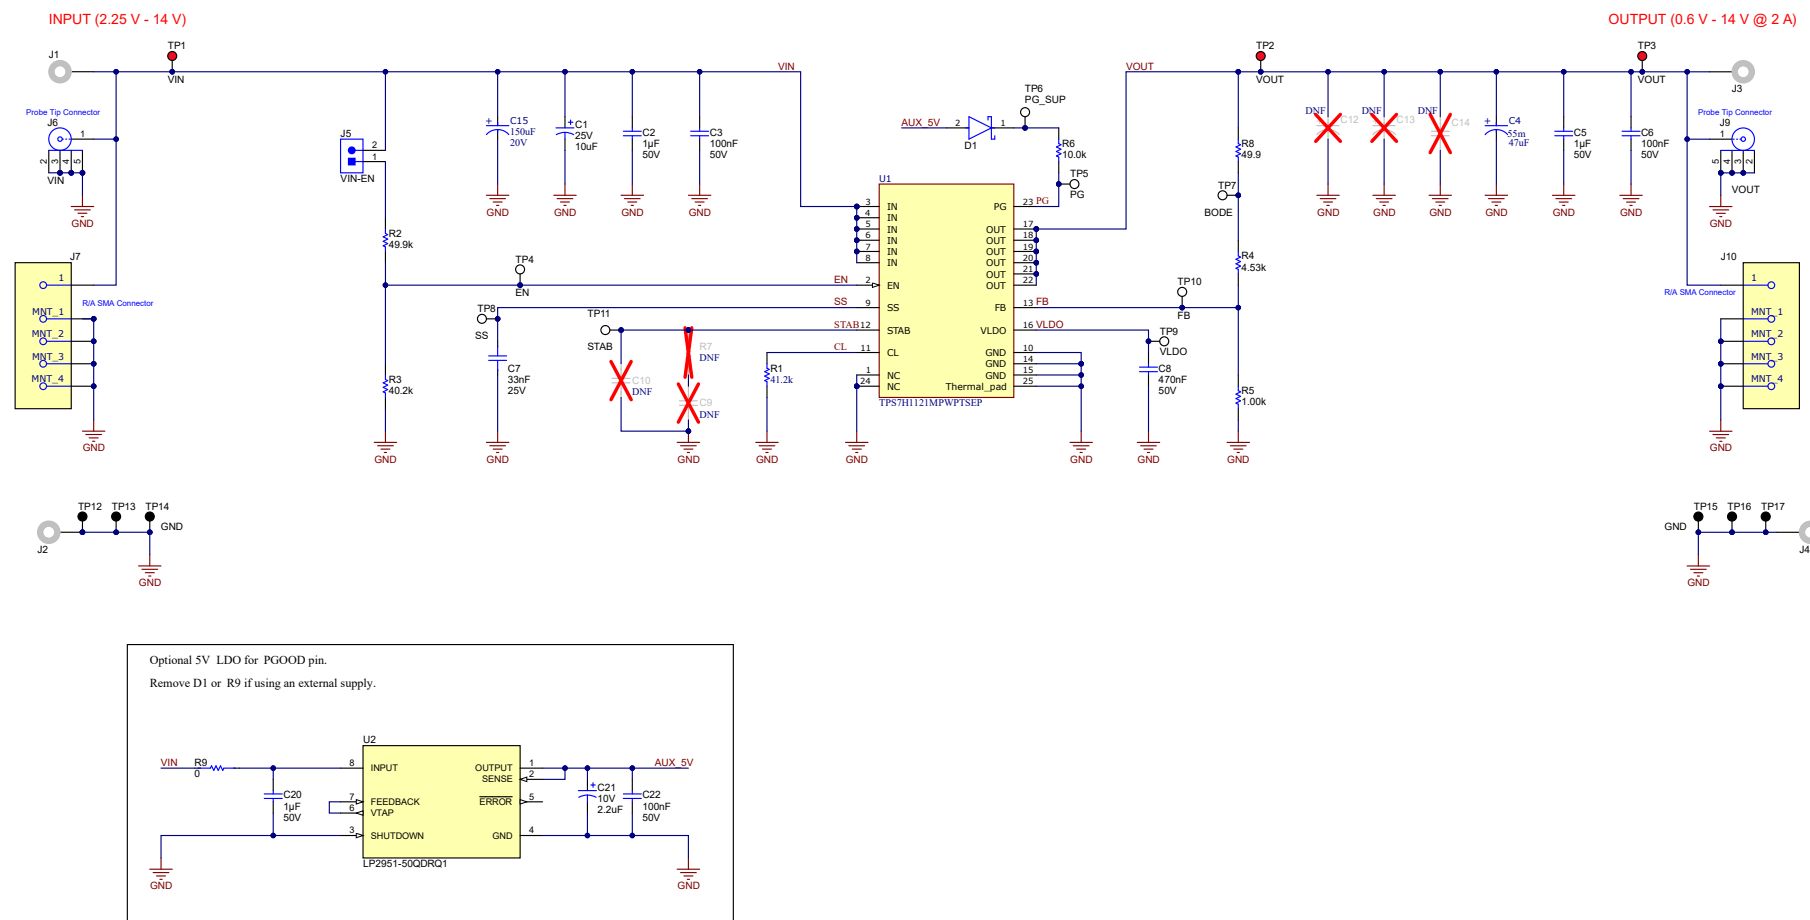 INPUT (2.25 V - 14 V)
OUTPUT (0.6 V - 14 V @ 2 A)
J1
TP1
VIN
VIN
Probe Tip Connector
J6
1
2
3
4
5
VIN
GND
J7
1
R/A SMA Connector
MNT_1
MNT_2
MNT_3
MNT_4
GND
J5
2
1
VIN-EN
R2
49.9k
R3
40.2k
GND
C15
150uF
20V
GND
C1
25V
10uF
GND
C2
1µF
50V
GND
C3
100nF
50V
GND
TP4
EN
TP8
SS
C7
33nF
25V
GND
TP11
STAB
C10
DNF
R7
DNF
C9
DNF
GND
R1
41.2k
GND
EN
SS
STAB
CL
GND
U1
3 IN
4 IN
5 IN
6 IN
7 IN
8 IN
2 EN
9 SS
12 STAB
11 CL
1 NC
24 NC
PG 23
OUT 17
OUT 18
OUT 19
OUT 20
OUT 21
OUT 22
FB 13
VLDO 16
GND 10
GND 14
GND 15
Thermal_pad 25
TPS7H1121MPWPTSEP
AUX_5V
2
1
D1
TP6
PG_SUP
R6
10.0k
TP5
PG
PG
VOUT
FB
VLDO
GND
TP9
VLDO
C8
470nF
50V
GND
TP10
FB
TP2
VOUT
R8
49.9
TP7
BODE
R4
4.53k
R5
1.00k
GND
DNF
C12
GND
DNF
C13
GND
DNF
C14
GND
C4
55m
47uF
GND
C5
1µF
50V
GND
C6
100nF
50V
GND
TP3
VOUT
J3
Probe Tip Connector
J9
1
5
4
3
2
VOUT
GND
J10
1
R/A SMA Connector
MNT_1
MNT_2
MNT_3
MNT_4
GND
TP12
TP13
TP14
GND
J2
GND
TP15
TP16
TP17
GND
J4
GND
Optional 5V LDO for PGOOD pin.
Remove D1 or R9 if using an external supply.
VIN
R9
0
C20
1µF
50V
GND
U2
8 INPUT
7 FEEDBACK
6 VTAP
3 SHUTDOWN
OUTPUT 1
SENSE 2
ERROR 5
GND 4
LP2951-50QDRQ1
AUX_5V
C21
10V
2.2uF
C22
100nF
50V
GND